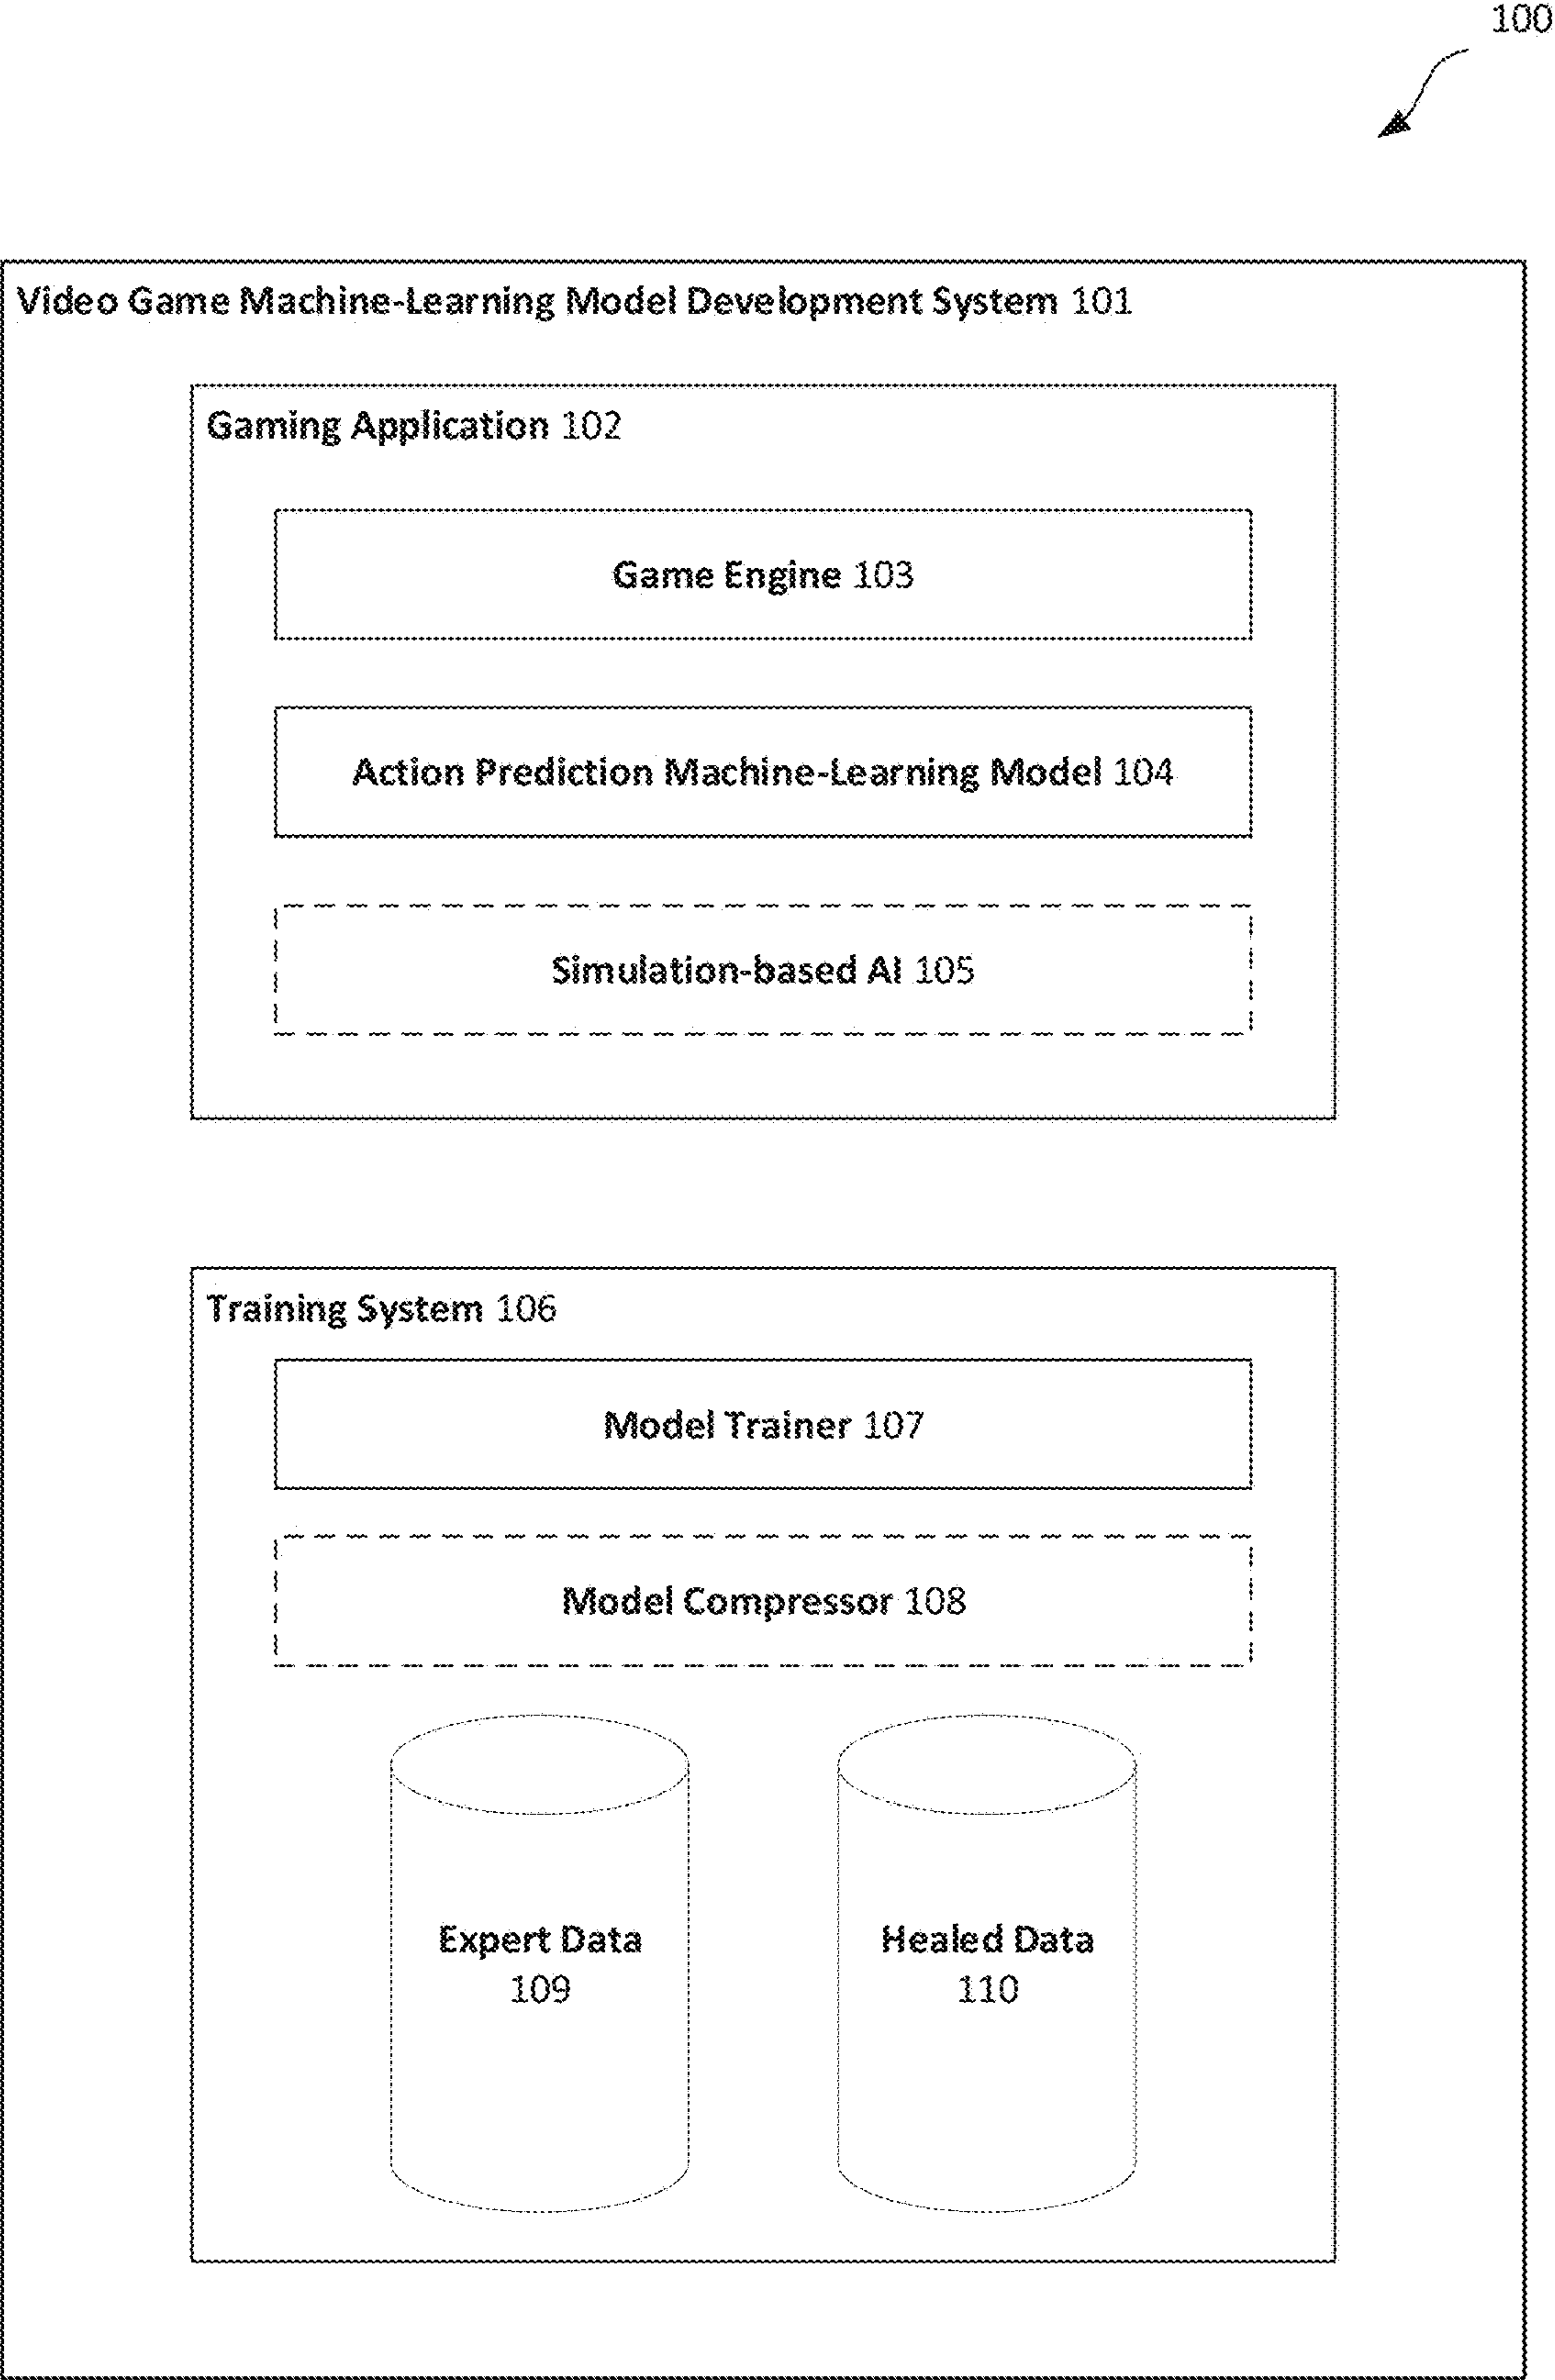 100
Video Game Machine-Learning Model Development System 101
Gaming Application 102
Game Engine 103
Action Prediction Machine-Learning Model 104
Simulation-based AI 105
Training System 106
Model Trainer 107
Model Compressor 108
Expert Data
109
Healed Data
110